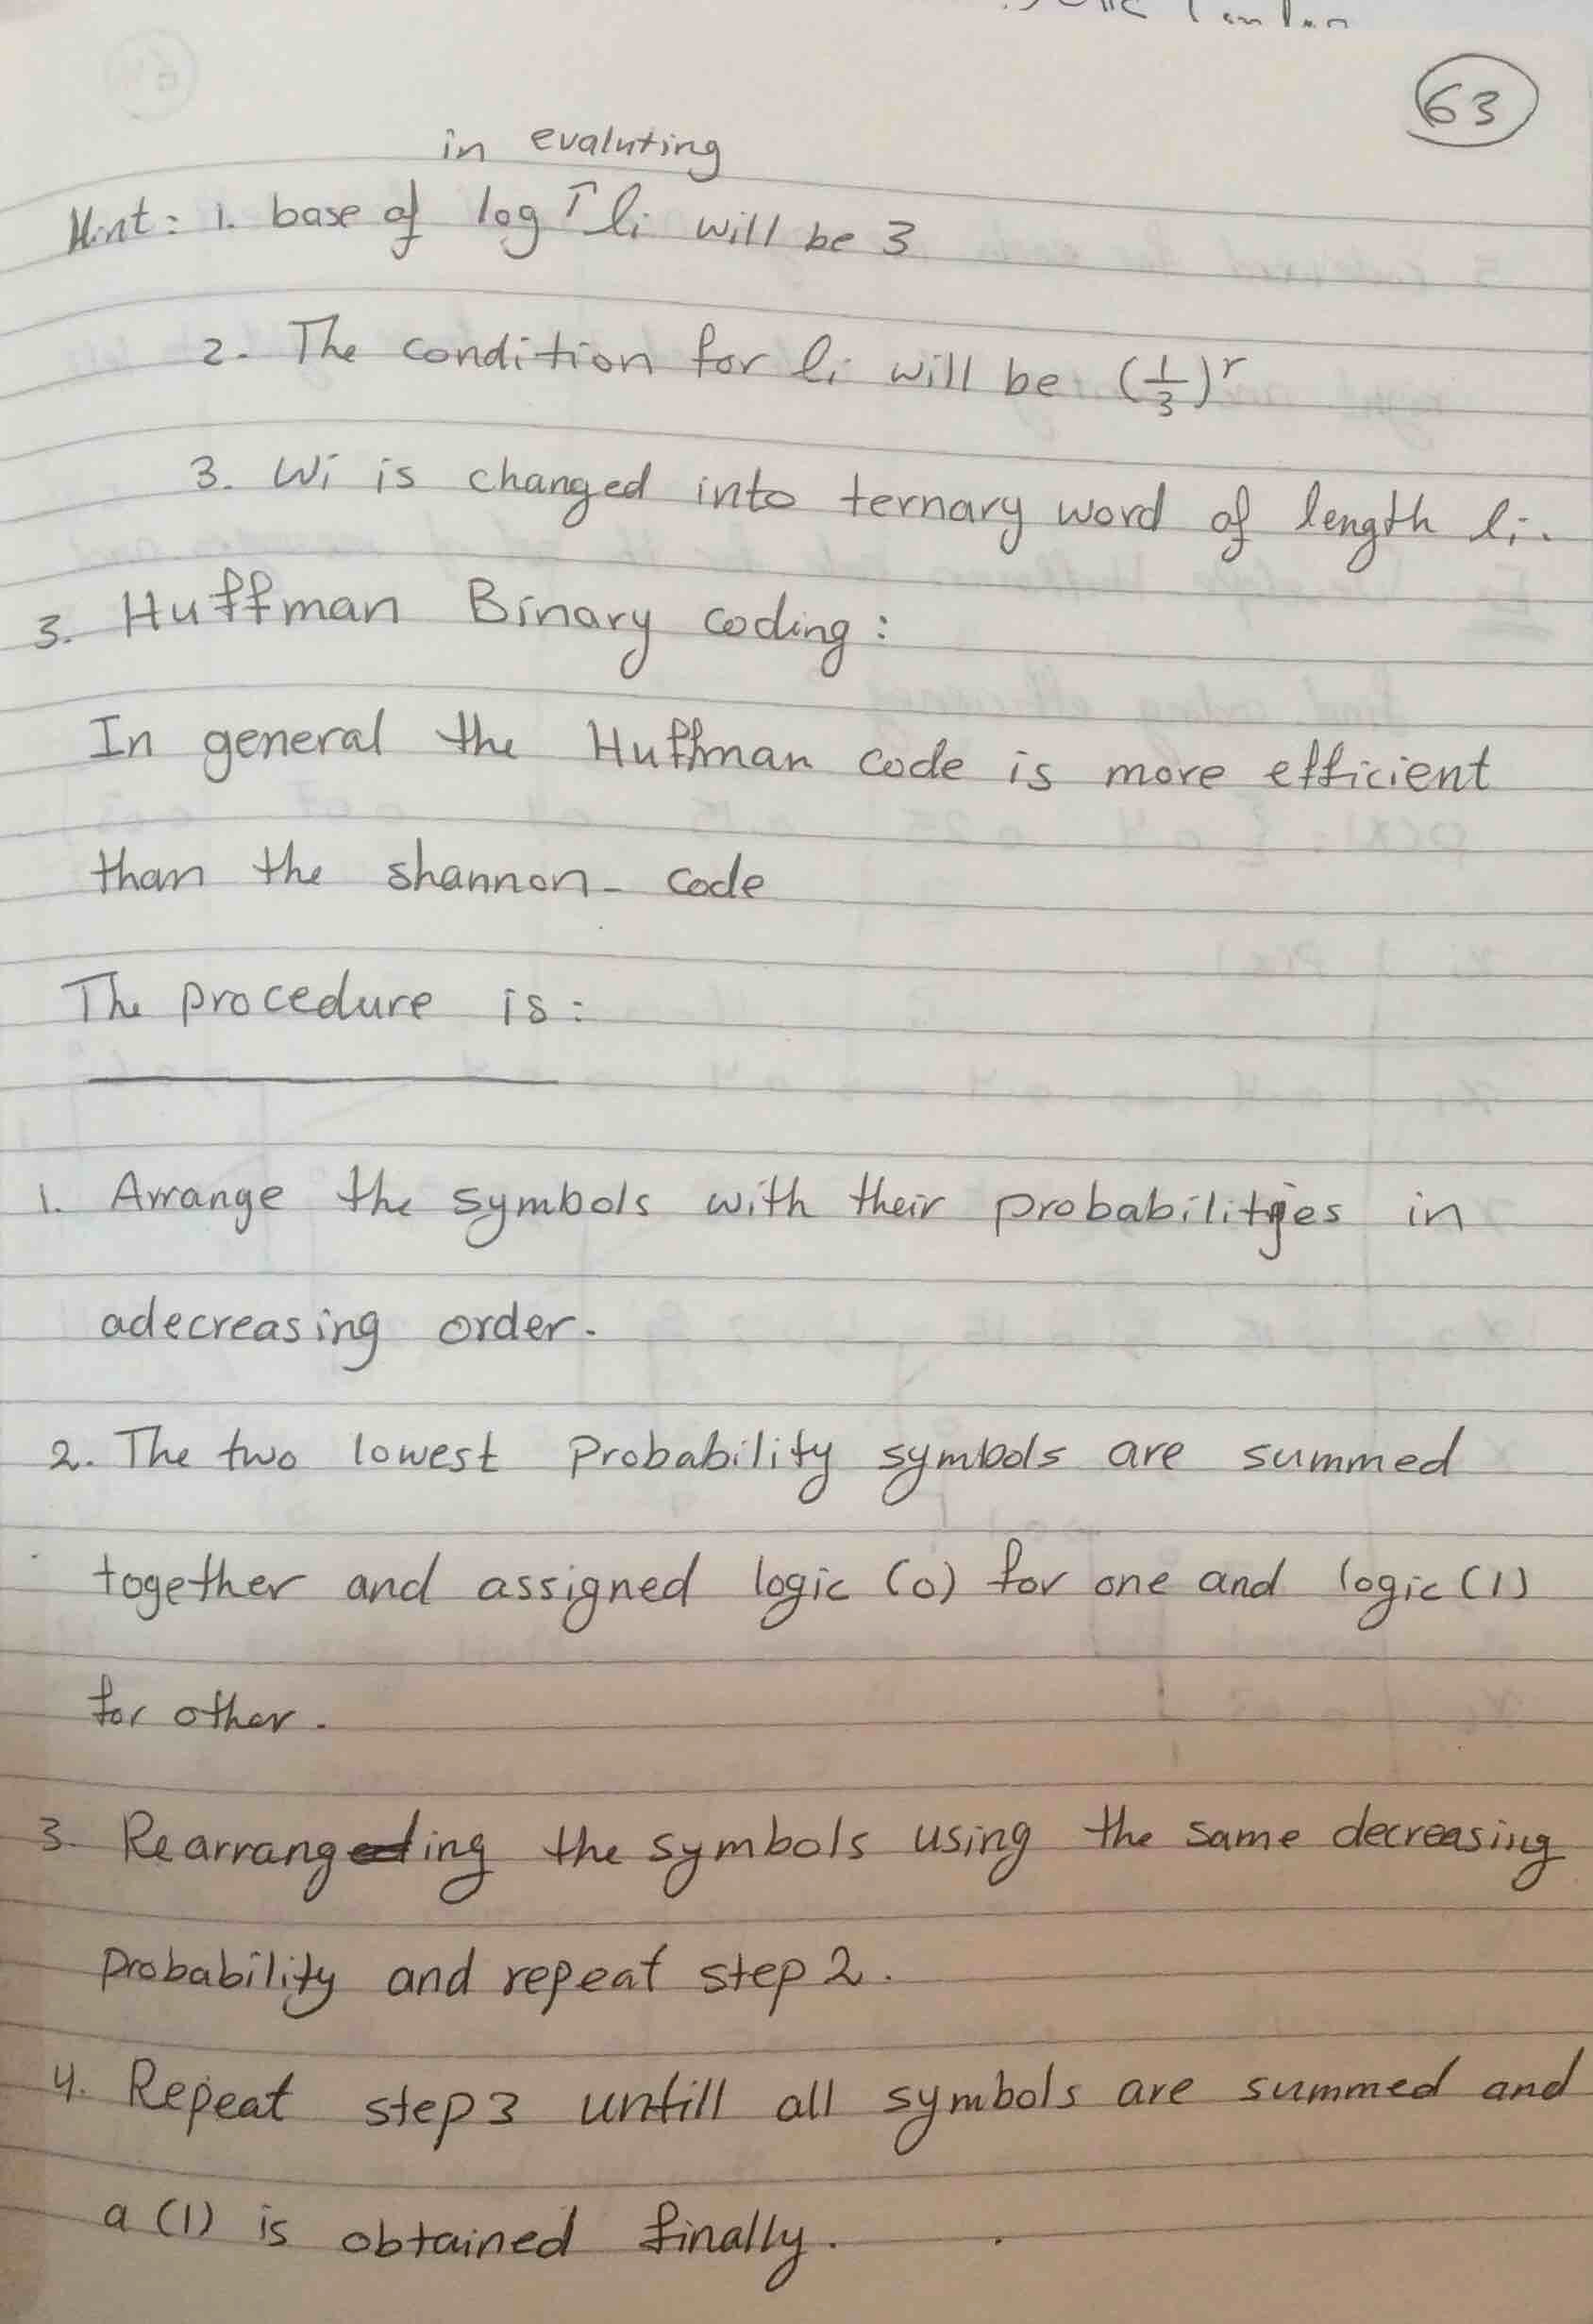 63
in evaluting
Hint: 1. base of log li will be 3
2. The condition for li will be (1/3)^r
3. Wi is changed into ternary word of length li.
3. Huffman Binary coding:
In general the Huffman code is more efficient
than the shannon- code
The procedure is:
1. Arrange the symbols with their probabilities in
adecreasing order.
2. The two lowest Probability symbols are summed
together and assigned logic (0) for one and logic (1)
for other.
3. Rearranging the symbols using the same decreasing
Probability and repeat step 2.
4. Repeat step 3 untill all symbols are summed and
a (1) is obtained finally.